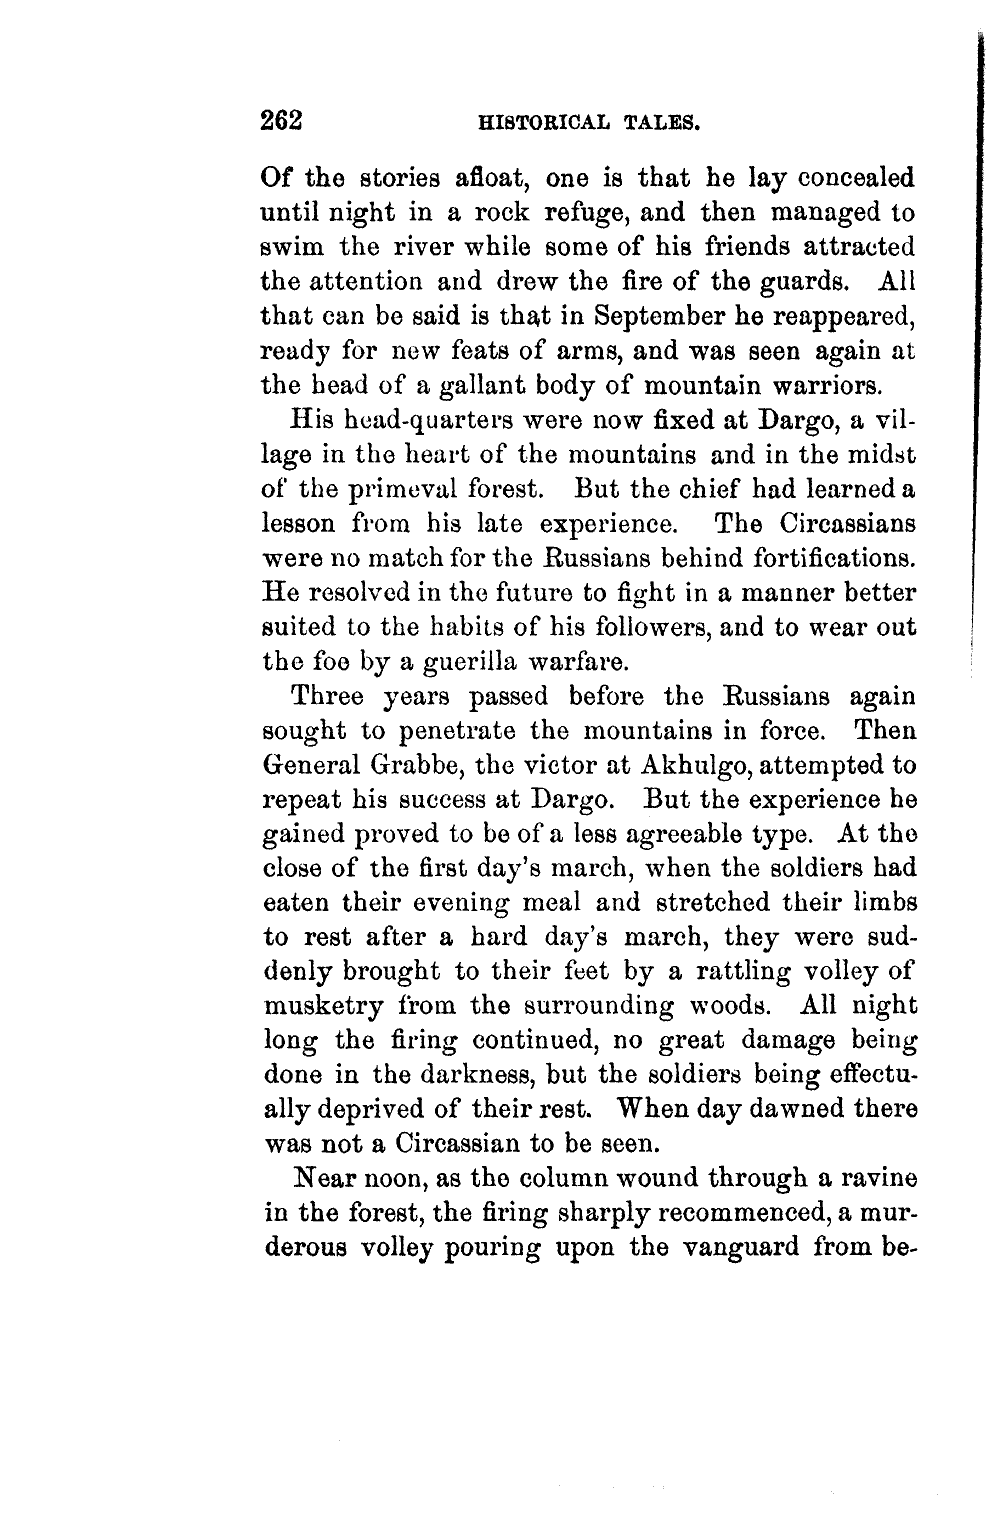 262 HISTORICAL TALES.
Of the stories afloat, one is that he lay concealed
until night in a rock refuge, and then managed to
swim the river while some of his friends attracted
the attention and drew the fire of the guards. All
that can be said is that in September he reappeared,
ready for new feats of arms, and was seen again at
the head of a gallant body of mountain warriors.
His head-quarters were now fixed at Dargo, a vil-
lage in the heart of the mountains and in the midst
of the primeval forest. But the chief had learned a
lesson from his late experience. The Circassians
were no match for the Russians behind fortifications.
He resolved in the future to fight in a manner better
suited to the habits of his followers, and to wear out
the foe by a guerilla warfare.
Three years passed before the Russians again
sought to penetrate the mountains in force. Then
General Grabbe, the victor at Akhulgo, attempted to
repeat his success at Dargo. But the experience he
gained proved to be of a less agreeable type. At the
close of the first day's march, when the soldiers had
eaten their evening meal and stretched their limbs
to rest after a hard day's march, they were sud-
denly brought to their feet by a rattling volley of
musketry from the surrounding woods. All night
long the firing continued, no great damage being
done in the darkness, but the soldiers being effectu-
ally deprived of their rest. When day dawned there
was not a Circassian to be seen.
Near noon, as the column wound through a ravine
in the forest, the firing sharply recommenced, a mur-
derous volley pouring upon the vanguard from be-